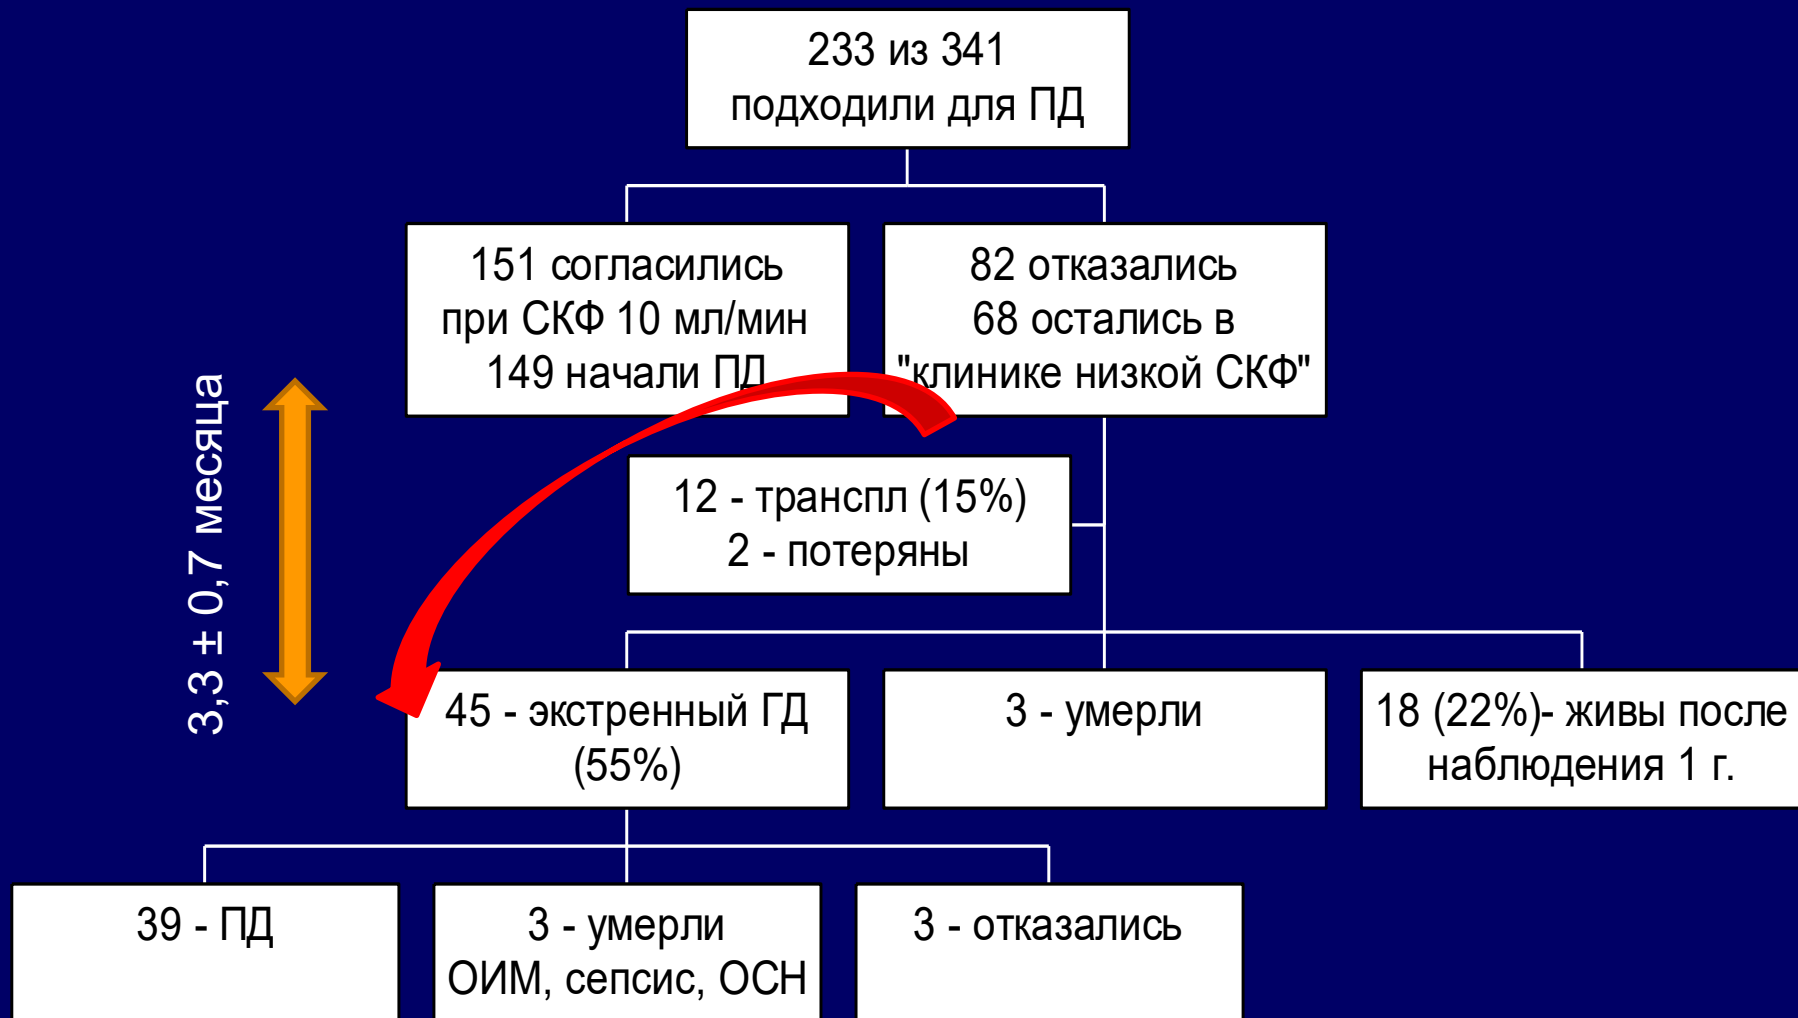 233 из 341
подходили для ПД
151 согласились
при СКФ 10 мл/мин
149 начали ПД
82 отказались
68 остались в
"клинике низкой СКФ"
3,3 ± 0,7 месяца
12 - транспл (15%)
2 - потеряны
45 - экстренный ГД
(55%)
3 - умерли
18 (22%)- живы после
наблюдения 1 г.
39 - ПД
3 - умерли
ОИМ, сепсис, ОСН
3 - отказались